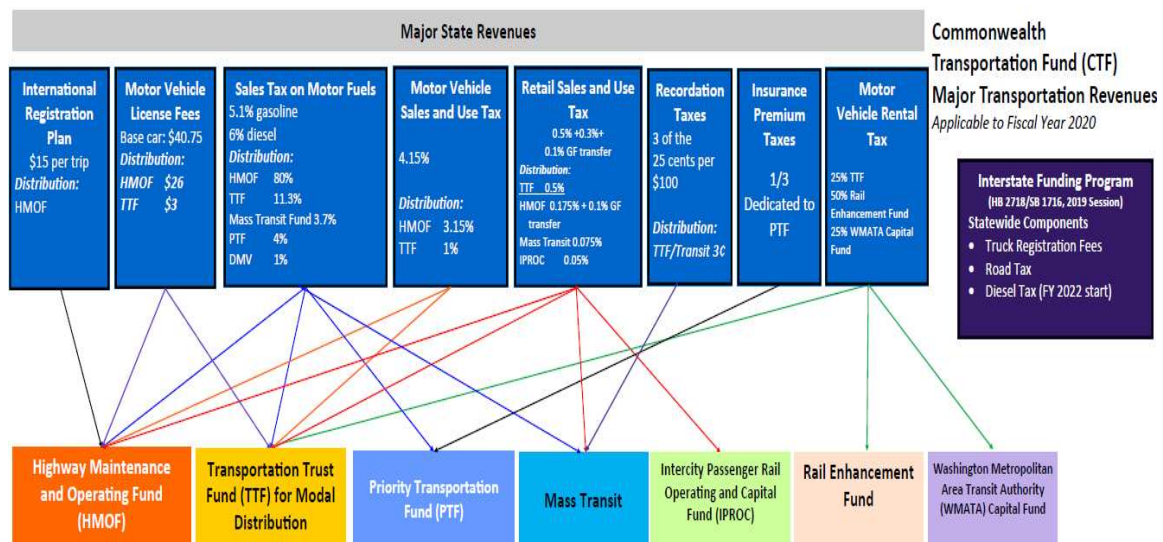 Major State Revenues
Commonwealth
Transportation Fund (CTF)
Major Transportation Revenues
Applicable to Fiscal Year 2020
International
Registration
Plan
$15 per trip
Distribution:
HMOF
Motor Vehicle
License Fees
Base car: $40.75
Distribution:
HMOF $26
TTF $3
Sales Tax on Motor Fuels
5.1% gasoline
6% diesel
Distribution:
HMOF 80%
TTF 11.3%
Mass Transit Fund 3.7%
PTF 4%
DMV 1%
Motor Vehicle
Sales and Use Tax
4.15%
Distribution:
HMOF 3.15%
TTF 1%
Retail Sales and Use
Tax
0.5% +0.3%+
0.1% GF transfer
Distribution:
TTF 0.5%
HMOF 0.175% + 0.1% GF
transfer
Mass Transit 0.075%
IPROC 0.05%
Recordation
Taxes
3 of the
25 cents per
$100
Distribution:
TTF/Transit 3¢
Insurance
Premium
Taxes
1/3
Dedicated to
PTF
Motor
Vehicle Rental
Tax
25% TTF
50% Rail
Enhancement Fund
25% WMATA Capital
Fund
Interstate Funding Program
(HB 2718/SB 1716, 2019 Session)
Statewide Components
• Truck Registration Fees
• Road Tax
• Diesel Tax (FY 2022 start)
Highway Maintenance
and Operating Fund
(HMOF)
Transportation Trust
Fund (TTF) for Modal
Distribution
Priority Transportation
Fund (PTF)
Mass Transit
Intercity Passenger Rail
Operating and Capital
Fund (IPROC)
Rail Enhancement
Fund
Washington Metropolitan
Area Transit Authority
(WMATA) Capital Fund